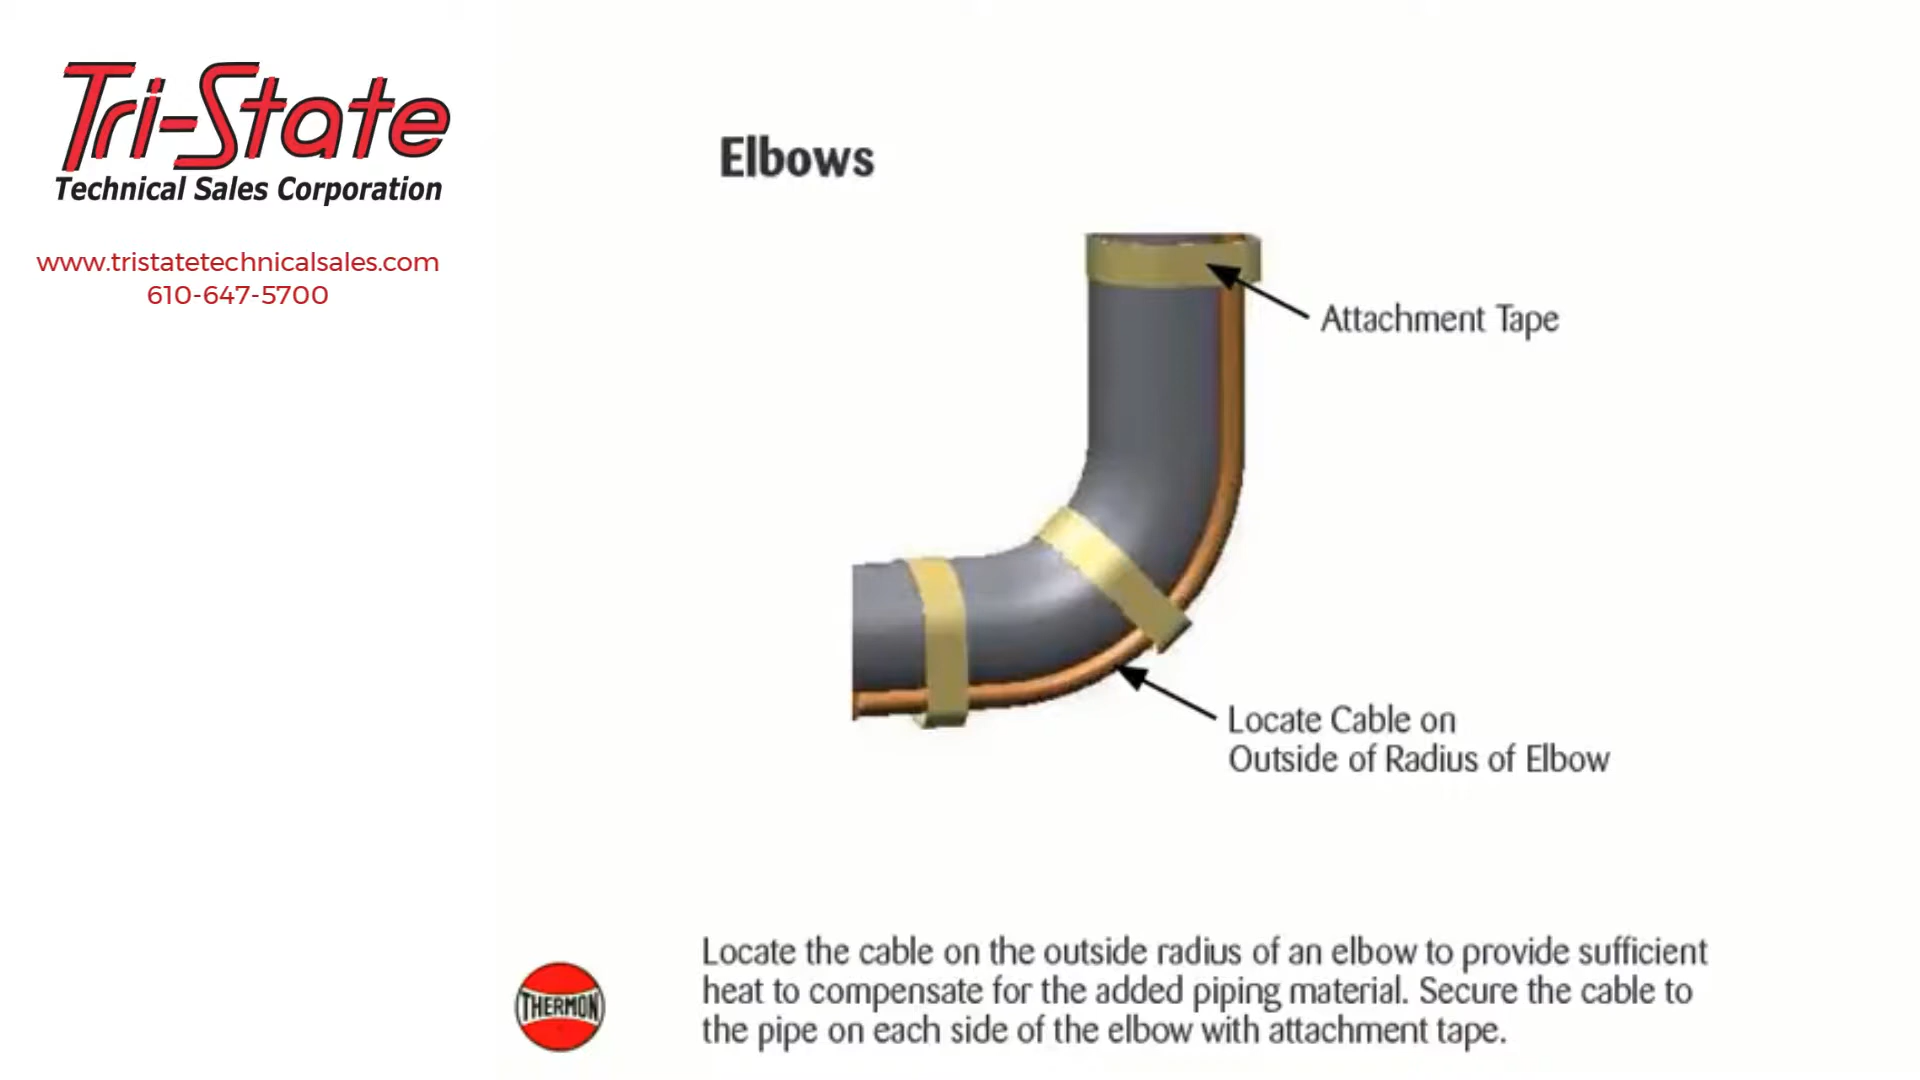 Tri-State
Technical Sales Corporation
www.tristatetechnicalsales.com
610-647-5700
Elbows
Attachment Tape
Locate Cable on
Outside of Radius of Elbow
Locate the cable on the outside radius of an elbow to provide sufficient
heat to compensate for the added piping material. Secure the cable to
the pipe on each side of the elbow with attachment tape.
THERMON